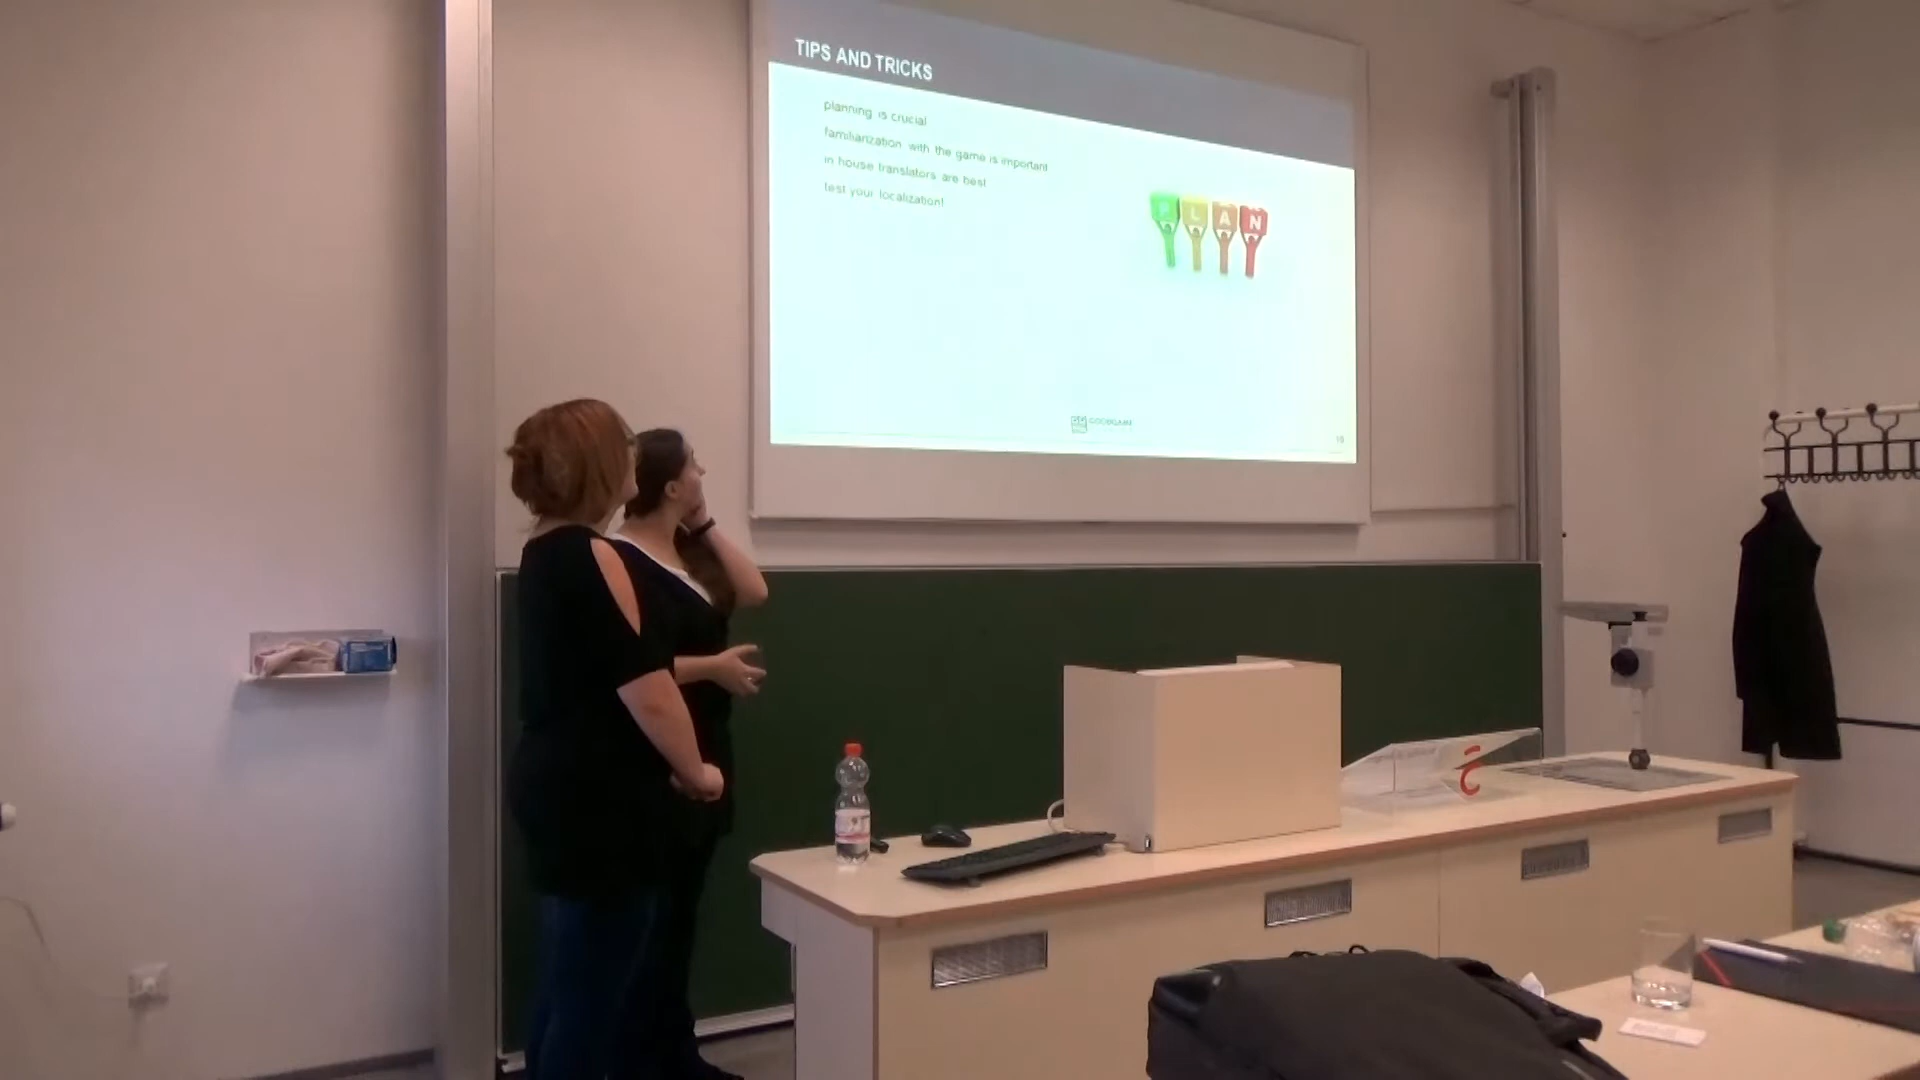 TIPS AND TRICKS
planning is crucial
familiarization with the game is important
in house translators are best
test your localization!
P L A N
GOODGAME